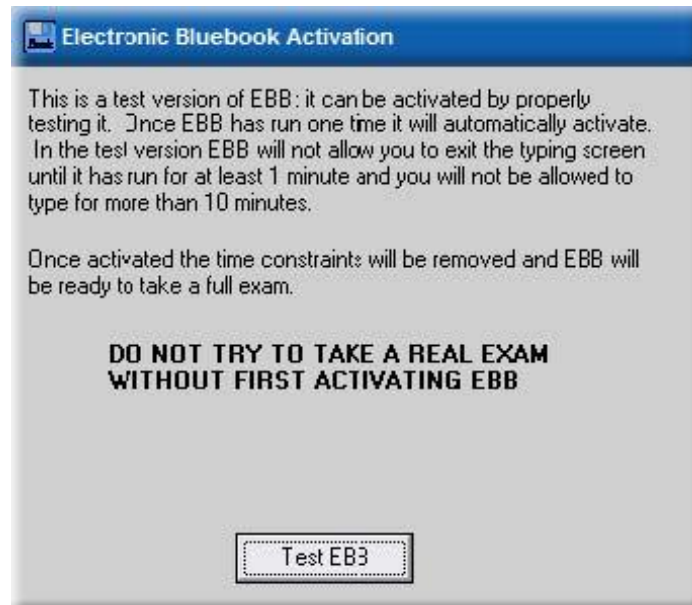 Electronic Bluebook Activation
This is a test version of EBB: it can be activated by properly
testing it. Once EBB has run one time it will automatically activate.
In the test version EBB will not allow you to exit the typing screen
until it has run for at least 1 minute and you will not be allowed to
type for more than 10 minutes.
Once activated the time constraints will be removed and EBB will
be ready to take a full exam.
DO NOT TRY TO TAKE A REAL EXAM
WITHOUT FIRST ACTIVATING EBB
Test EBB